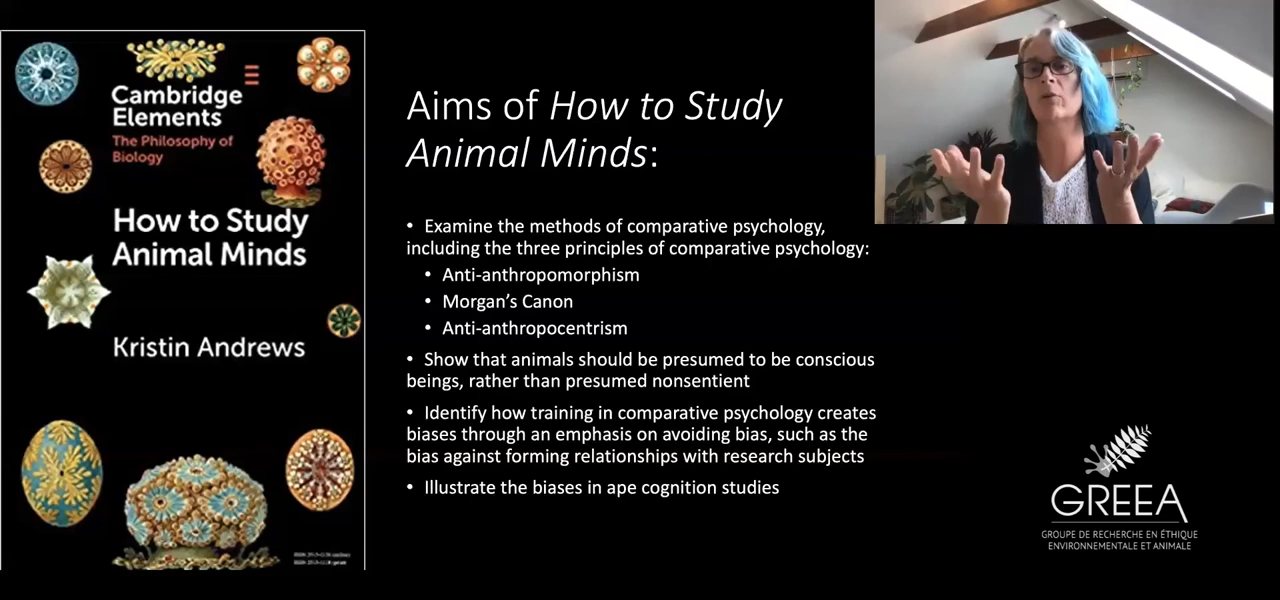 Cambridge
Elements
The Philosophy of
Biology
How to Study
Animal Minds
Kristin Andrews
Aims of How to Study
Animal Minds:
• Examine the methods of comparative psychology,
including the three principles of comparative psychology:
• Anti-anthropomorphism
• Morgan's Canon
• Anti-anthropocentrism
• Show that animals should be presumed to be conscious
beings, rather than presumed nonsentient
• Identify how training in comparative psychology creates
biases through an emphasis on avoiding bias, such as the
bias against forming relationships with research subjects
• Illustrate the biases in ape cognition studies
GREEA
GROUPE DE RECHERCHE EN ÉTHIQUE
ENVIRONNEMENTALE ET ANIMALE